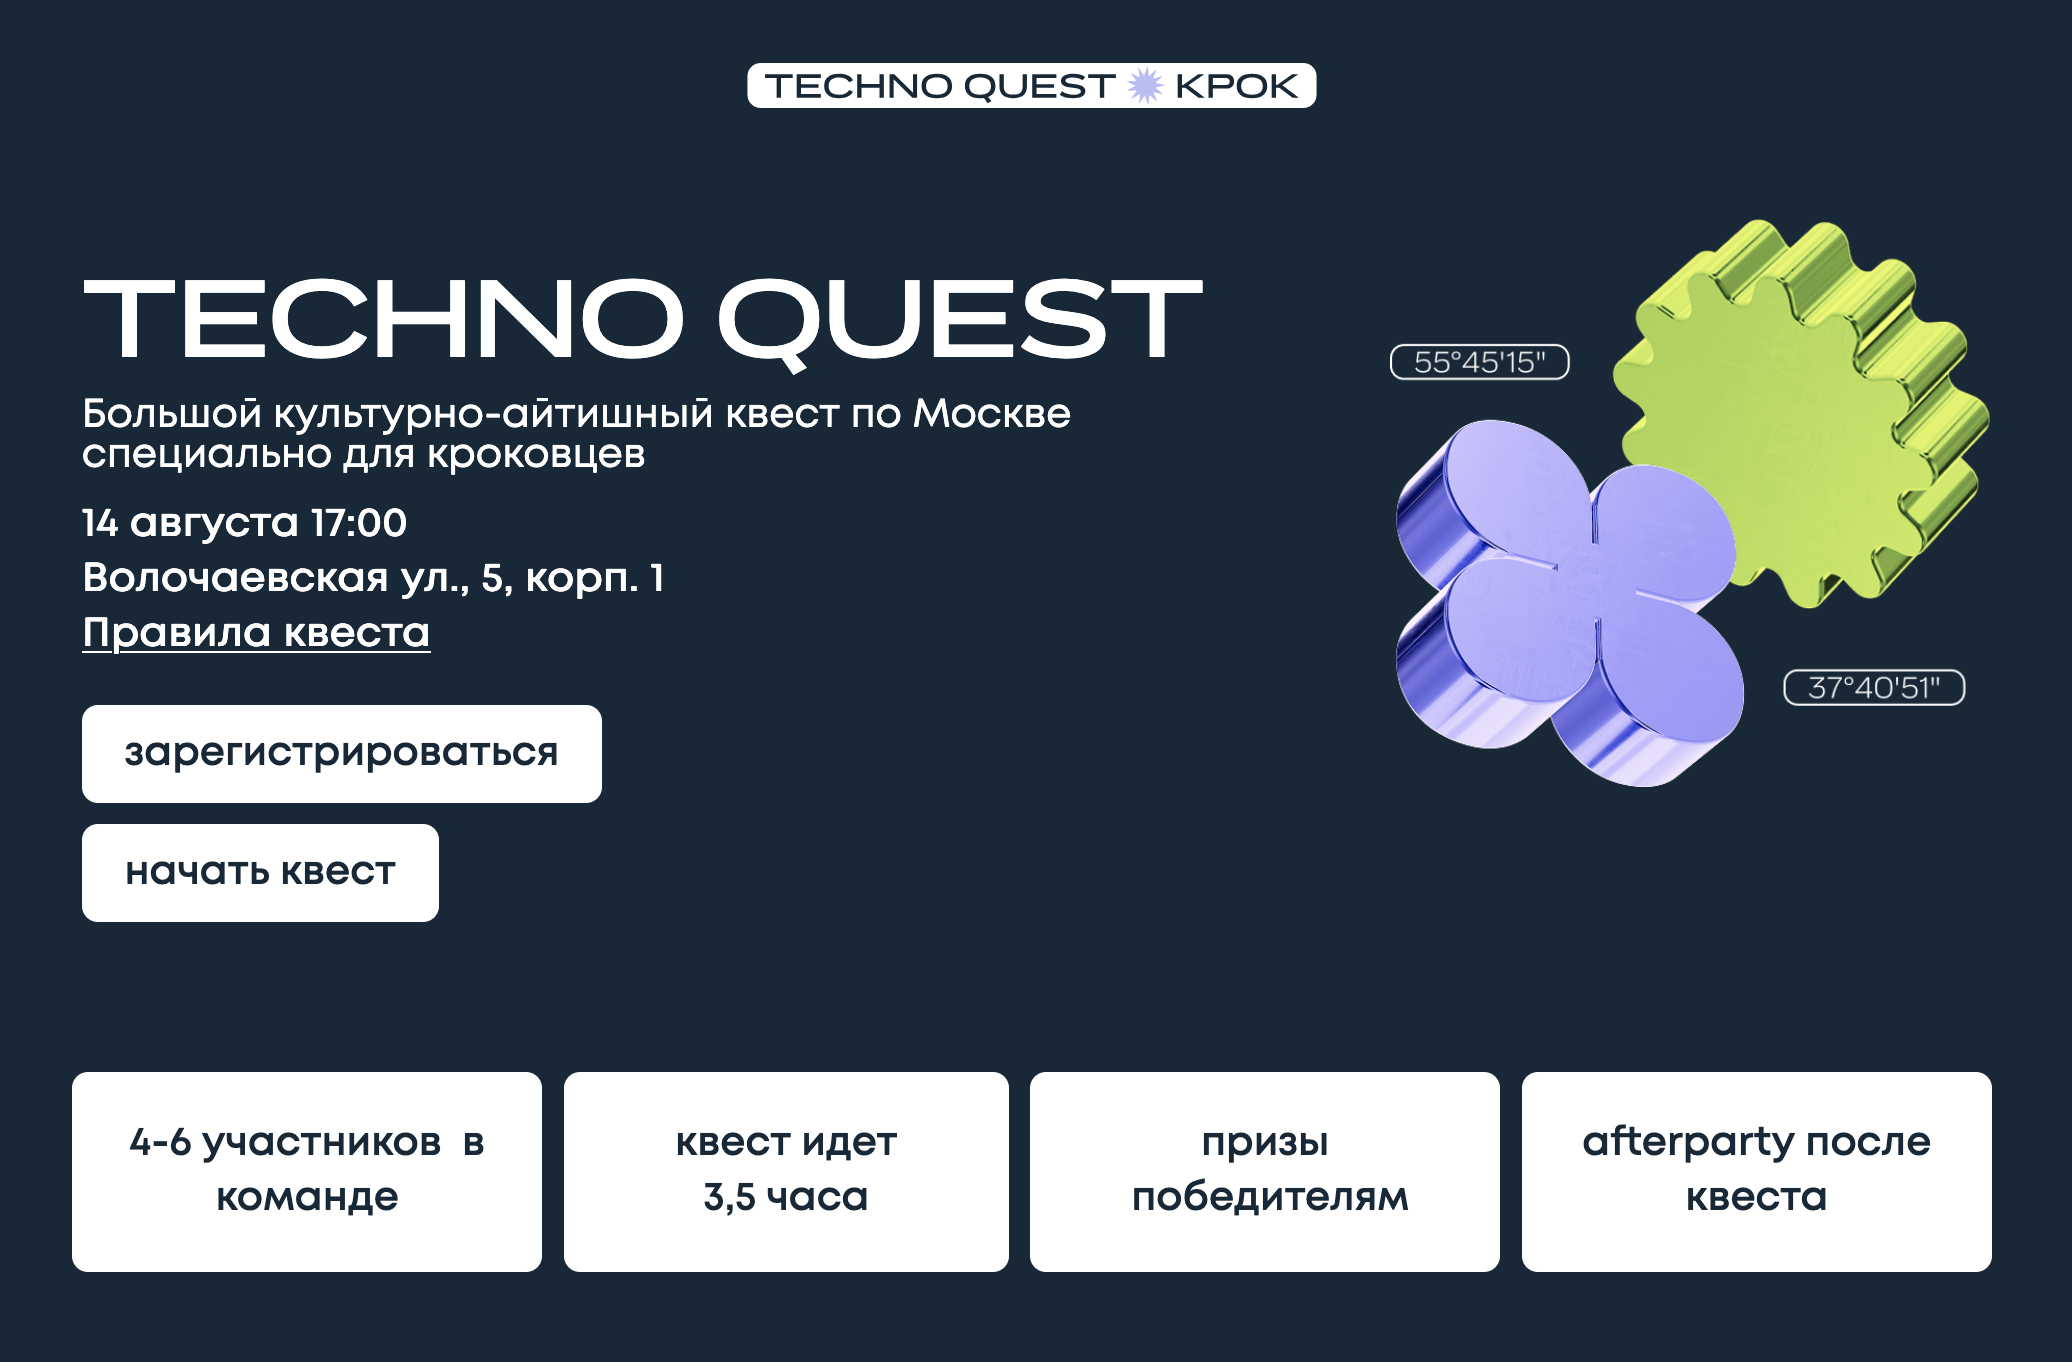 TECHNO QUEST КРОК
TECHNO QUEST
Большой культурно-айтишный квест по Москве
специально для кроковцев
14 августа 17:00
Волочаевская ул., 5, корп. 1
Правила квеста
зарегистрироваться
начать квест
55°45'15"
37°40'51"
4-6 участников в
команде
квест идет
3,5 часа
призы
победителям
afterparty после
квеста